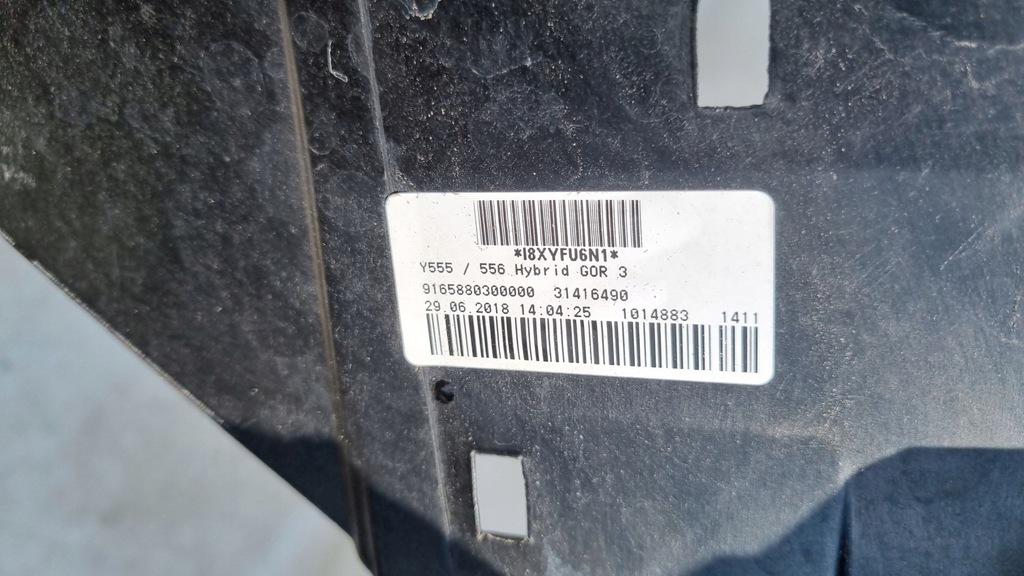 *I8XYFU6N1*
Y555 / 556 Hybrid GOR 3
9165880300000 31416490
29.06.2018 14:04:25 1014883 1411